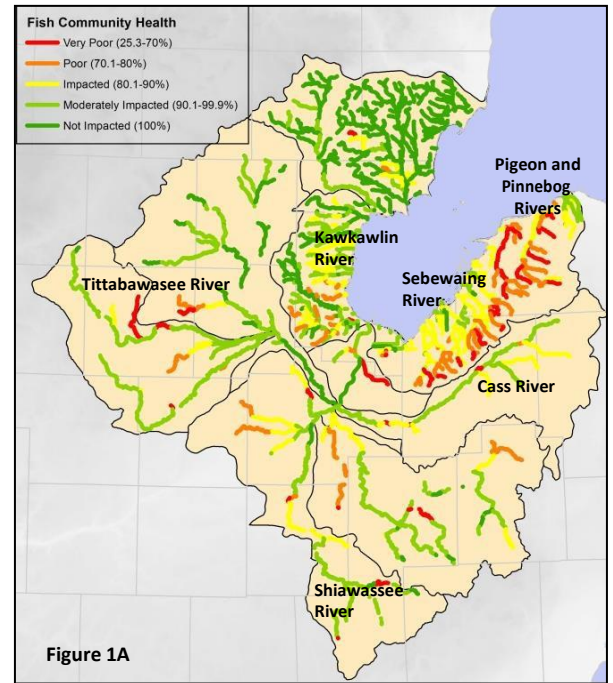 Fish Community Health
Very Poor (25.3-70%)
Poor (70.1-80%)
Impacted (80.1-90%)
Moderately Impacted (90.1-99.9%)
Not Impacted (100%)
Pigeon and
Pinnebog
Rivers
Kawkawlin
River
Sebewaing
River
Tittabawasee River
Cass River
Shiawassee
River
Figure 1A